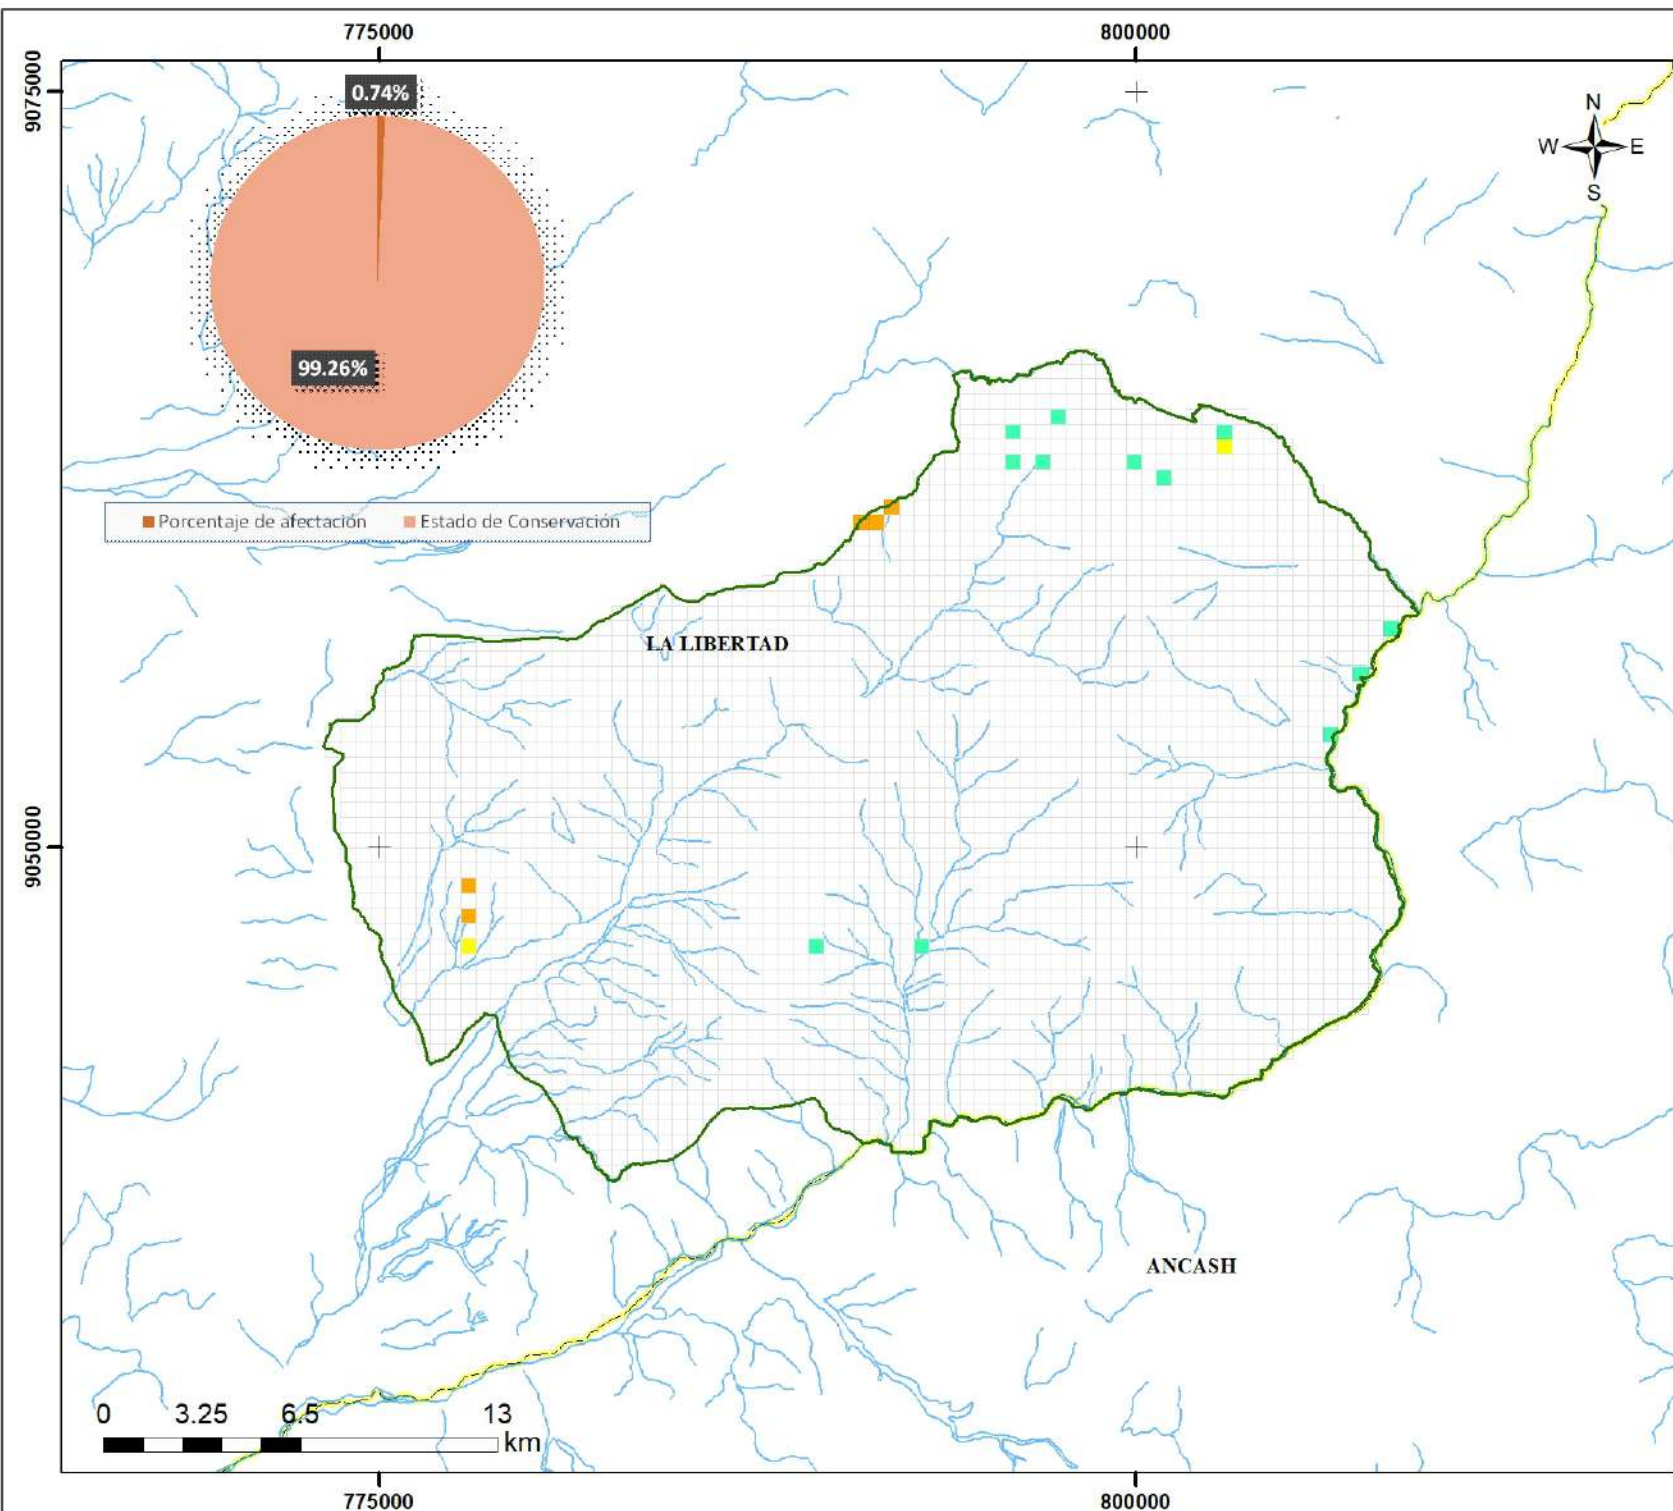 775000 800000
9075000
0.74%
N
W E
S
99.26%
Porcentaje de afectación Estado de Conservación
LA LIBERTAD
9050000
ANCASH
0 3.25 6.5 13
km
775000 800000